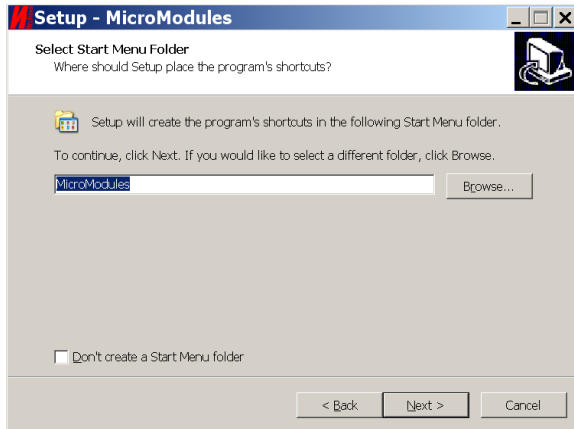 Setup - MicroModules
Select Start Menu Folder
Where should Setup place the program's shortcuts?
Setup will create the program's shortcuts in the following Start Menu folder.
To continue, click Next. If you would like to select a different folder, click Browse.
MicroModules
Browse...
Don't create a Start Menu folder
< Back
Next >
Cancel